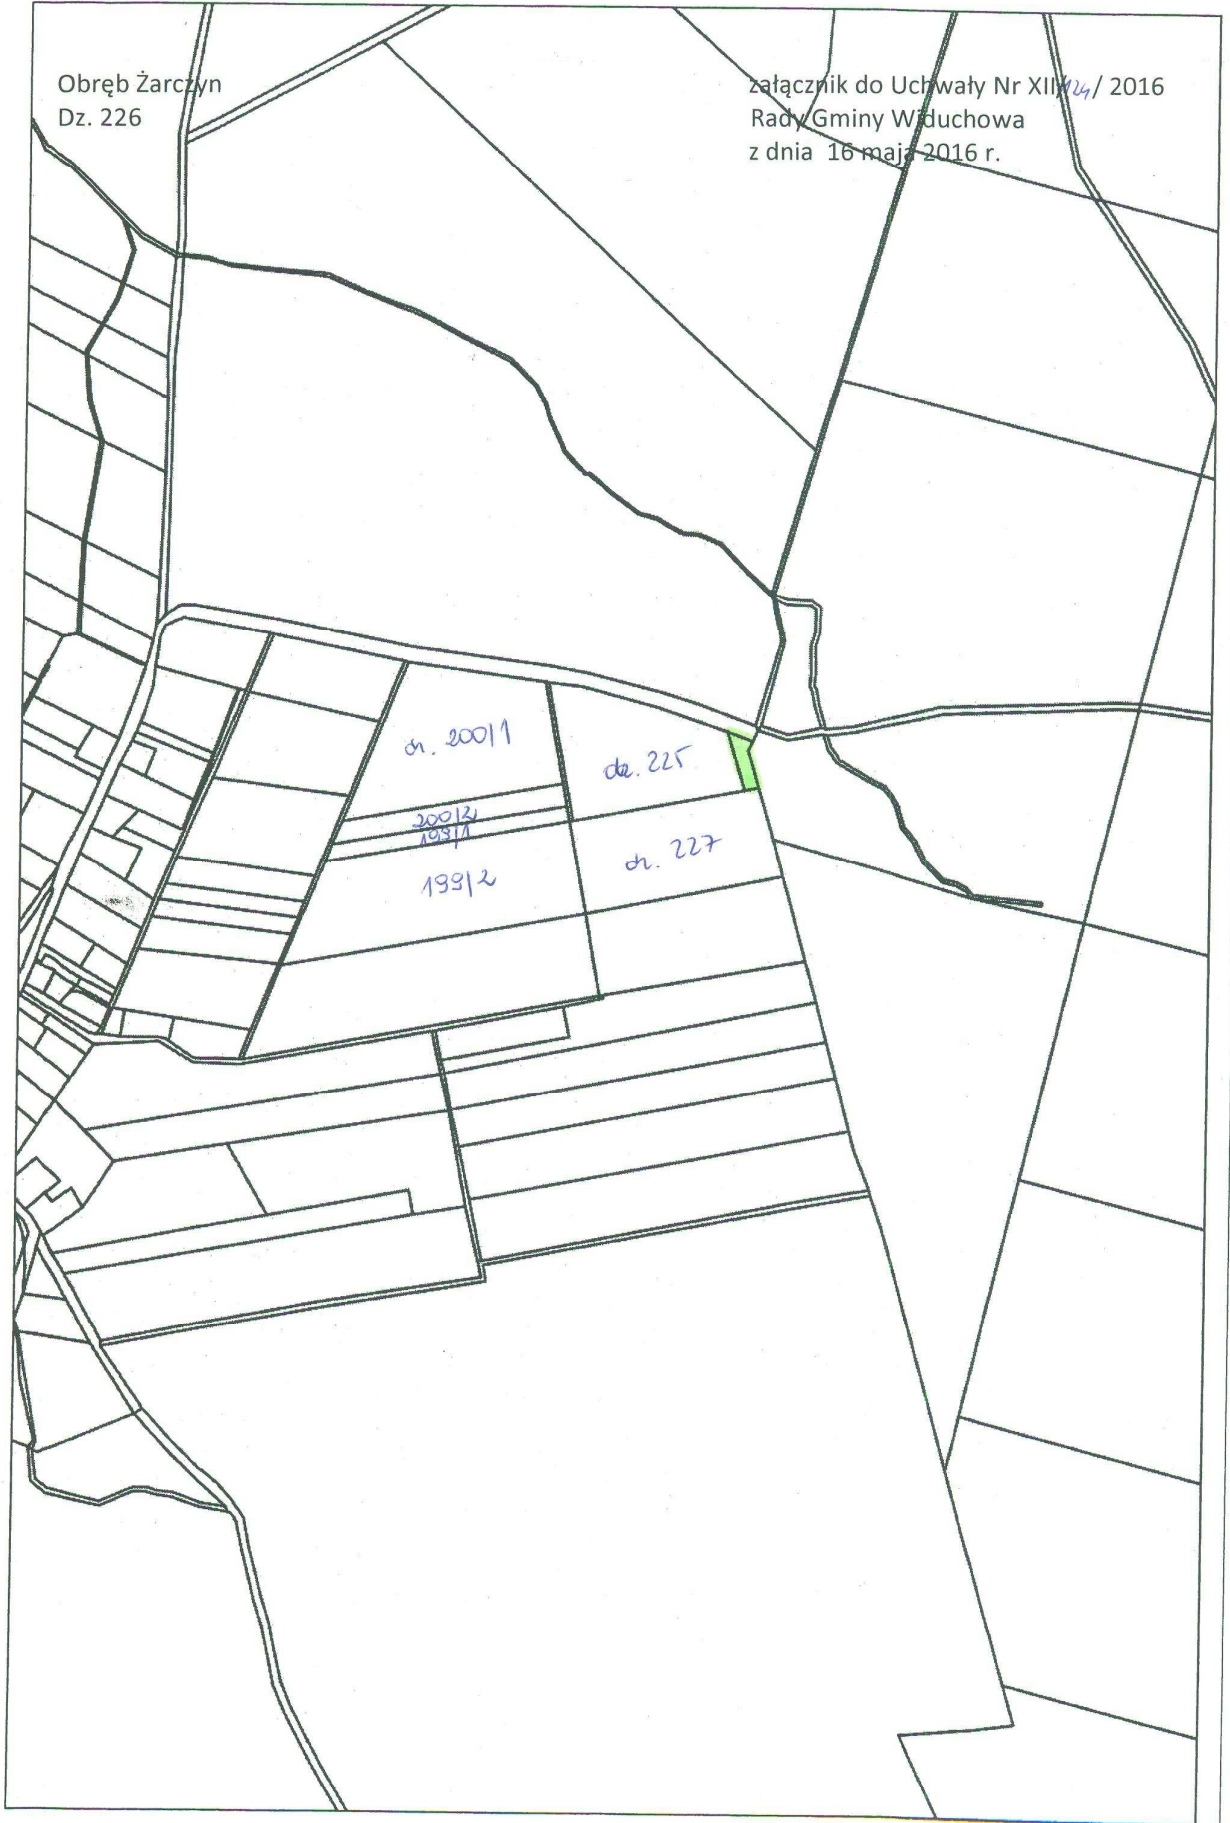 Obręb Żarczyn
Dz. 226
załącznik do Uchwały Nr XII/124/ 2016
Rady Gminy Widuchowa
z dnia 16 maja 2016 r.
dz. 200/1
dz. 225
200/2
199/1
dz. 227
199/2